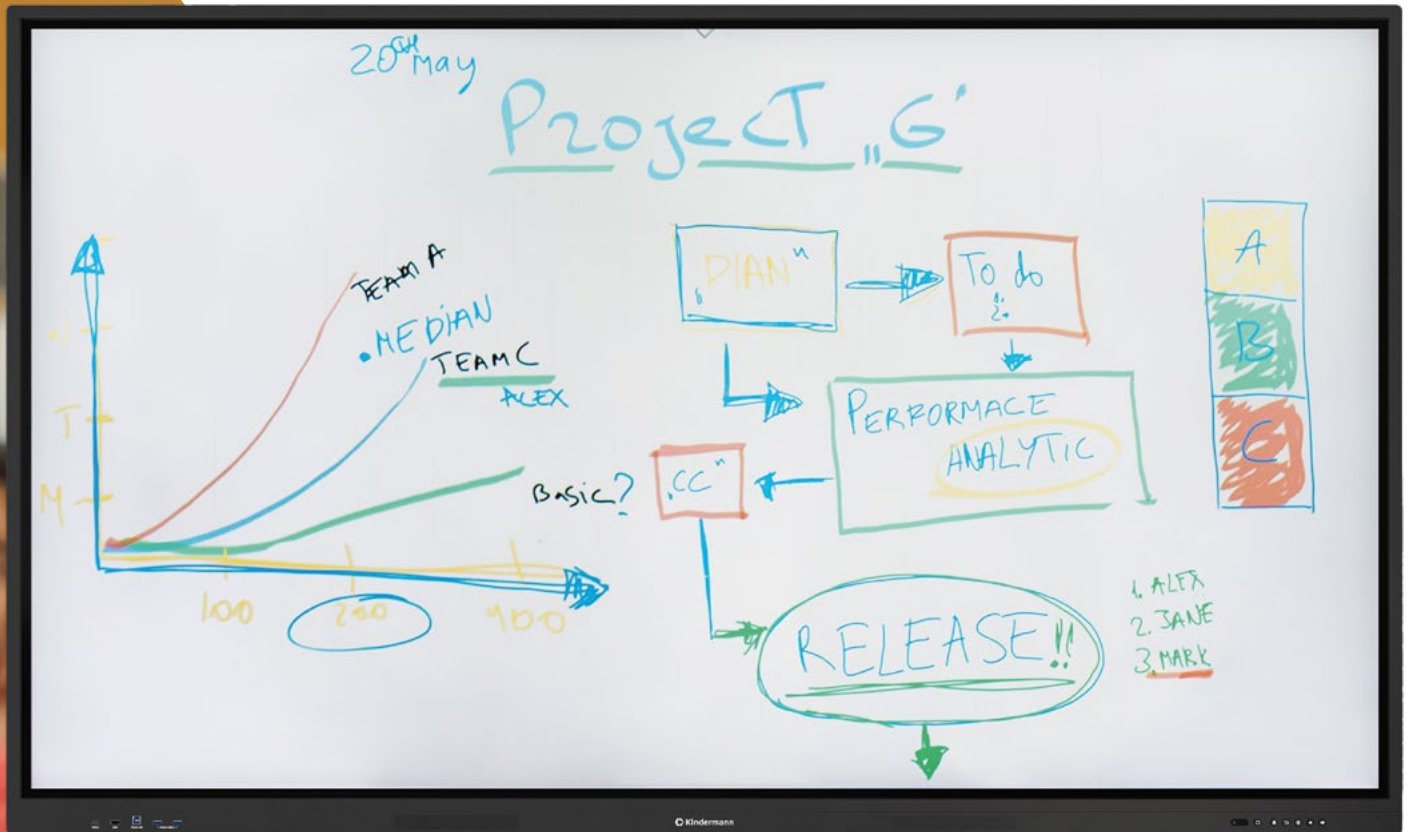 20TH May
Project „G‘
TEAM A
.MEDIAN
TEAM C
ALEX
Basic?
T
M
100
200
400
„DIAN"
To do
PERFORMACE
ANALYTIC
„CC"
RELEASE!!
A
B
C
1. ALEX
2. JANE
3. MARK
Kindermann